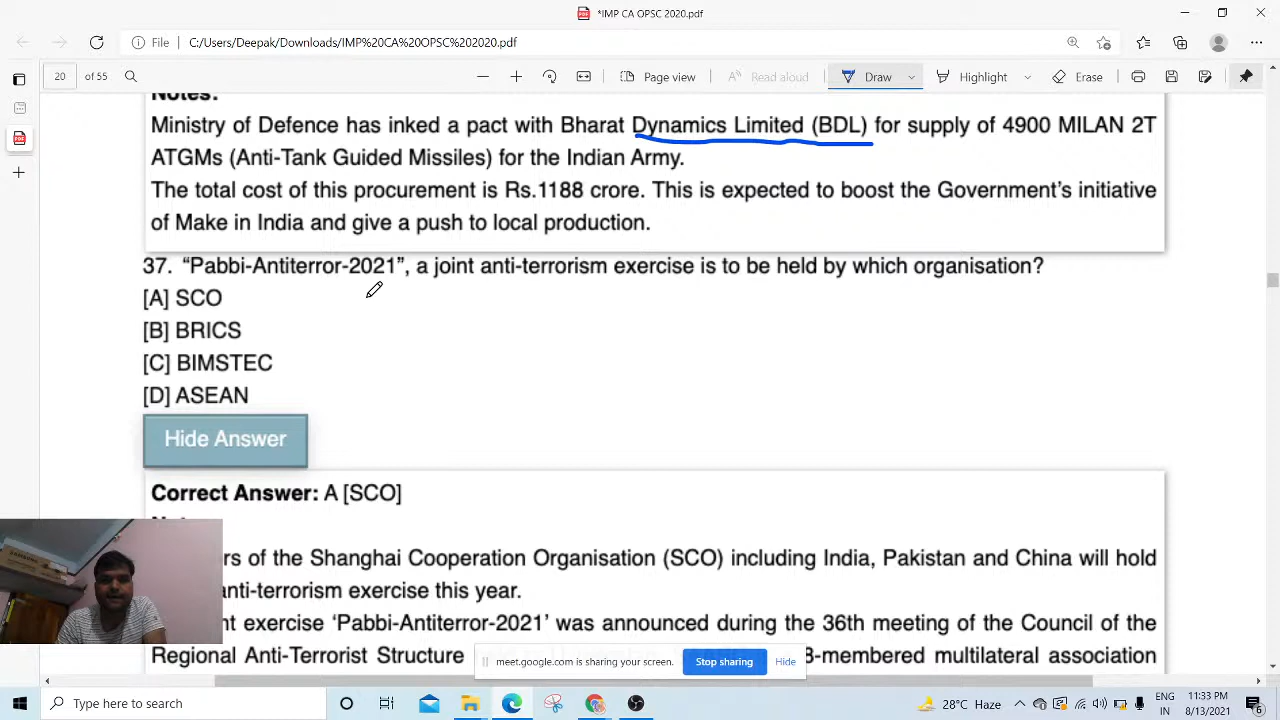 *IMP CA OPSC 2020.pdf
File C:/Users/Deepak/Downloads/IMP%20CA%20OPSC%202020.pdf
20 of 55 Page view Read aloud Draw Highlight Erase
Notes:
Ministry of Defence has inked a pact with Bharat Dynamics Limited (BDL) for supply of 4900 MILAN 2T
ATGMs (Anti-Tank Guided Missiles) for the Indian Army.
The total cost of this procurement is Rs.1188 crore. This is expected to boost the Government's initiative
of Make in India and give a push to local production.
37. “Pabbi-Antiterror-2021”, a joint anti-terrorism exercise is to be held by which organisation?
[A] SCO
[B] BRICS
[C] BIMSTEC
[D] ASEAN
Hide Answer
Correct Answer: A [SCO]
of the Shanghai Cooperation Organisation (SCO) including India, Pakistan and China will hold
anti-terrorism exercise this year.
exercise ‘Pabbi-Antiterror-2021’ was announced during the 36th meeting of the Council of the
Regional Anti-Terrorist Structure 8-membered multilateral association
meet.google.com is sharing your screen. Stop sharing Hide
Type here to search
28°C Haze ENG 11:33 PM
IN 8/13/2021 6